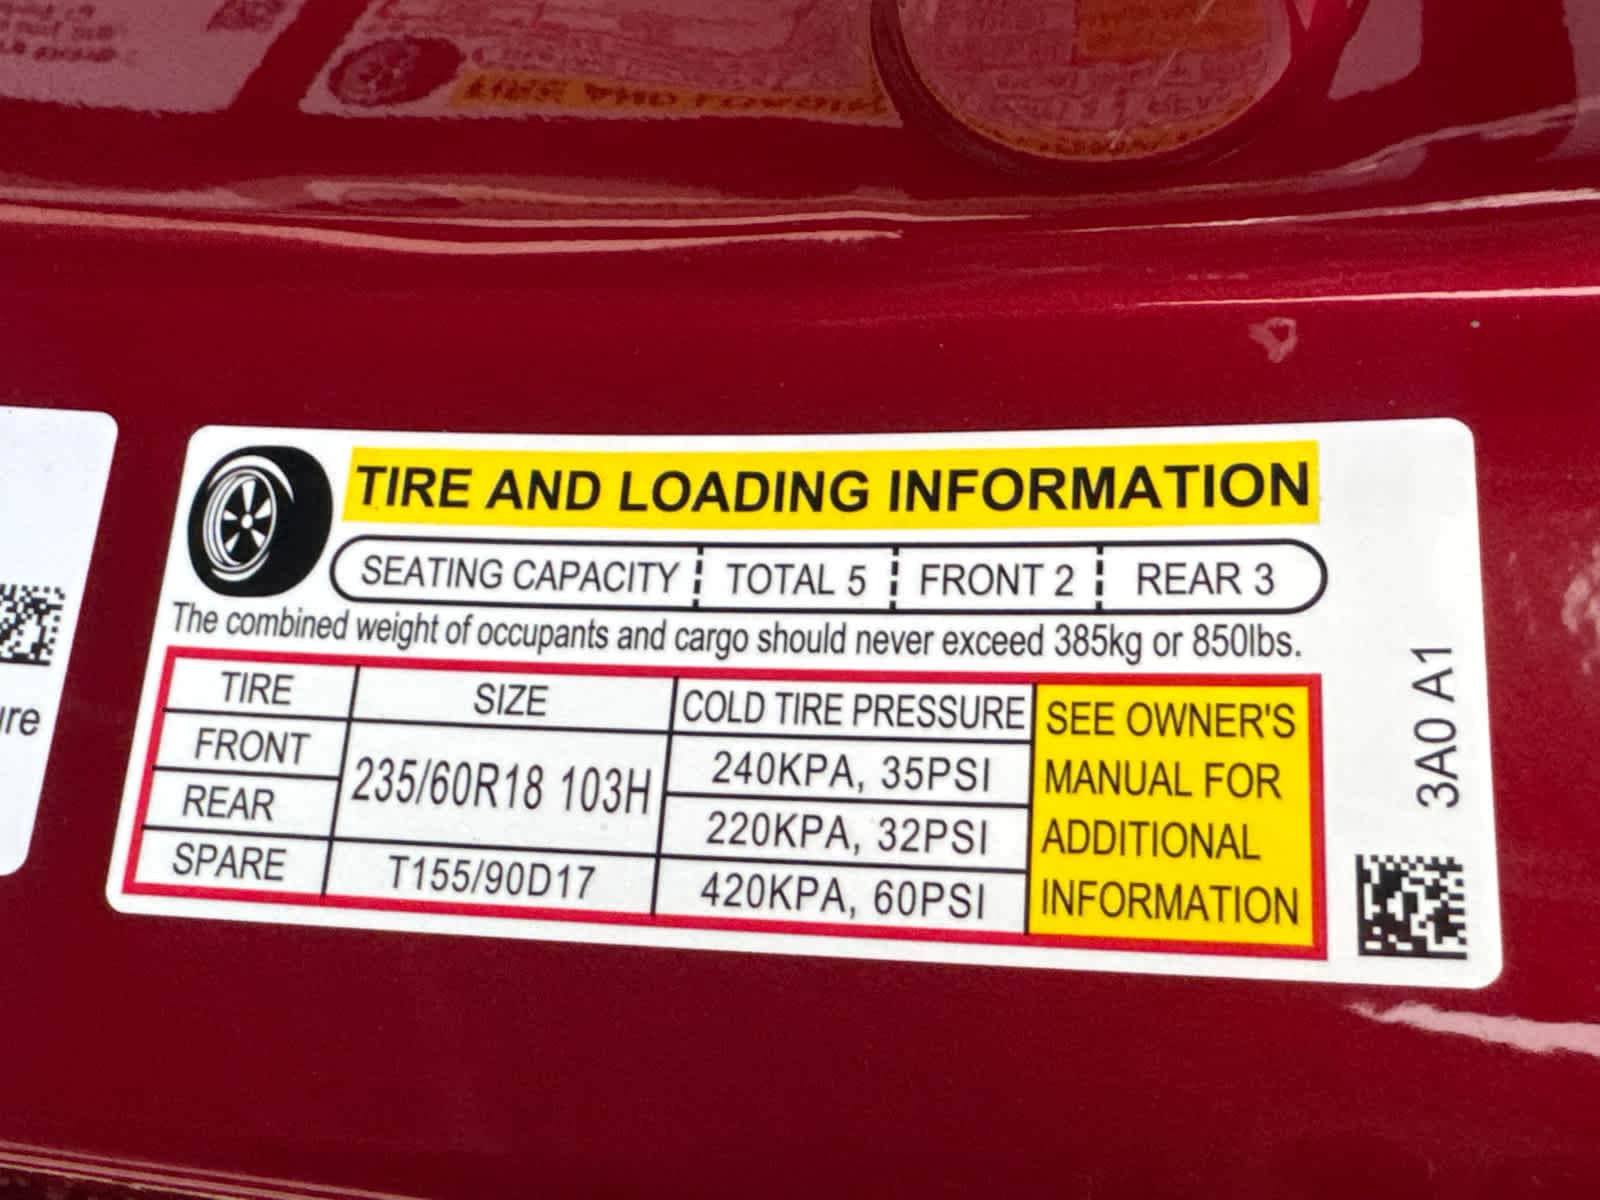 TIRE AND LOADING INFORMATION
SEATING CAPACITY TOTAL 5 FRONT 2 REAR 3
The combined weight of occupants and cargo should never exceed 385kg or 850lbs.
TIRE SIZE COLD TIRE PRESSURE
FRONT 235/60R18 103H 240KPA, 35PSI
REAR 220KPA, 32PSI
SPARE T155/90D17 420KPA, 60PSI
SEE OWNER'S
MANUAL FOR
ADDITIONAL
INFORMATION
3A0 A1